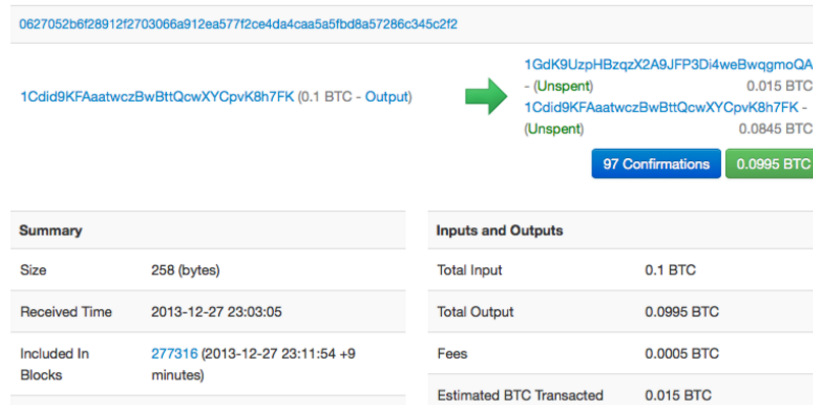 0627052b6f28912f2703066a912ea577f2ce4da4caa5a5fbd8a57286c345c2f2
1Cdid9KFAaatwczBwBttQcwXYCpvK8h7FK (0.1 BTC - Output)
1GdK9UzpHBzqzX2A9JFP3Di4weBwqgmoQA
- (Unspent) 0.015 BTC
1Cdid9KFAaatwczBwBttQcwXYCpvK8h7FK -
(Unspent) 0.0845 BTC
97 Confirmations 0.0995 BTC
Summary
Size 258 (bytes)
Received Time 2013-12-27 23:03:05
Included In 277316 (2013-12-27 23:11:54 +9
Blocks minutes)
Inputs and Outputs
Total Input 0.1 BTC
Total Output 0.0995 BTC
Fees 0.0005 BTC
Estimated BTC Transacted 0.015 BTC